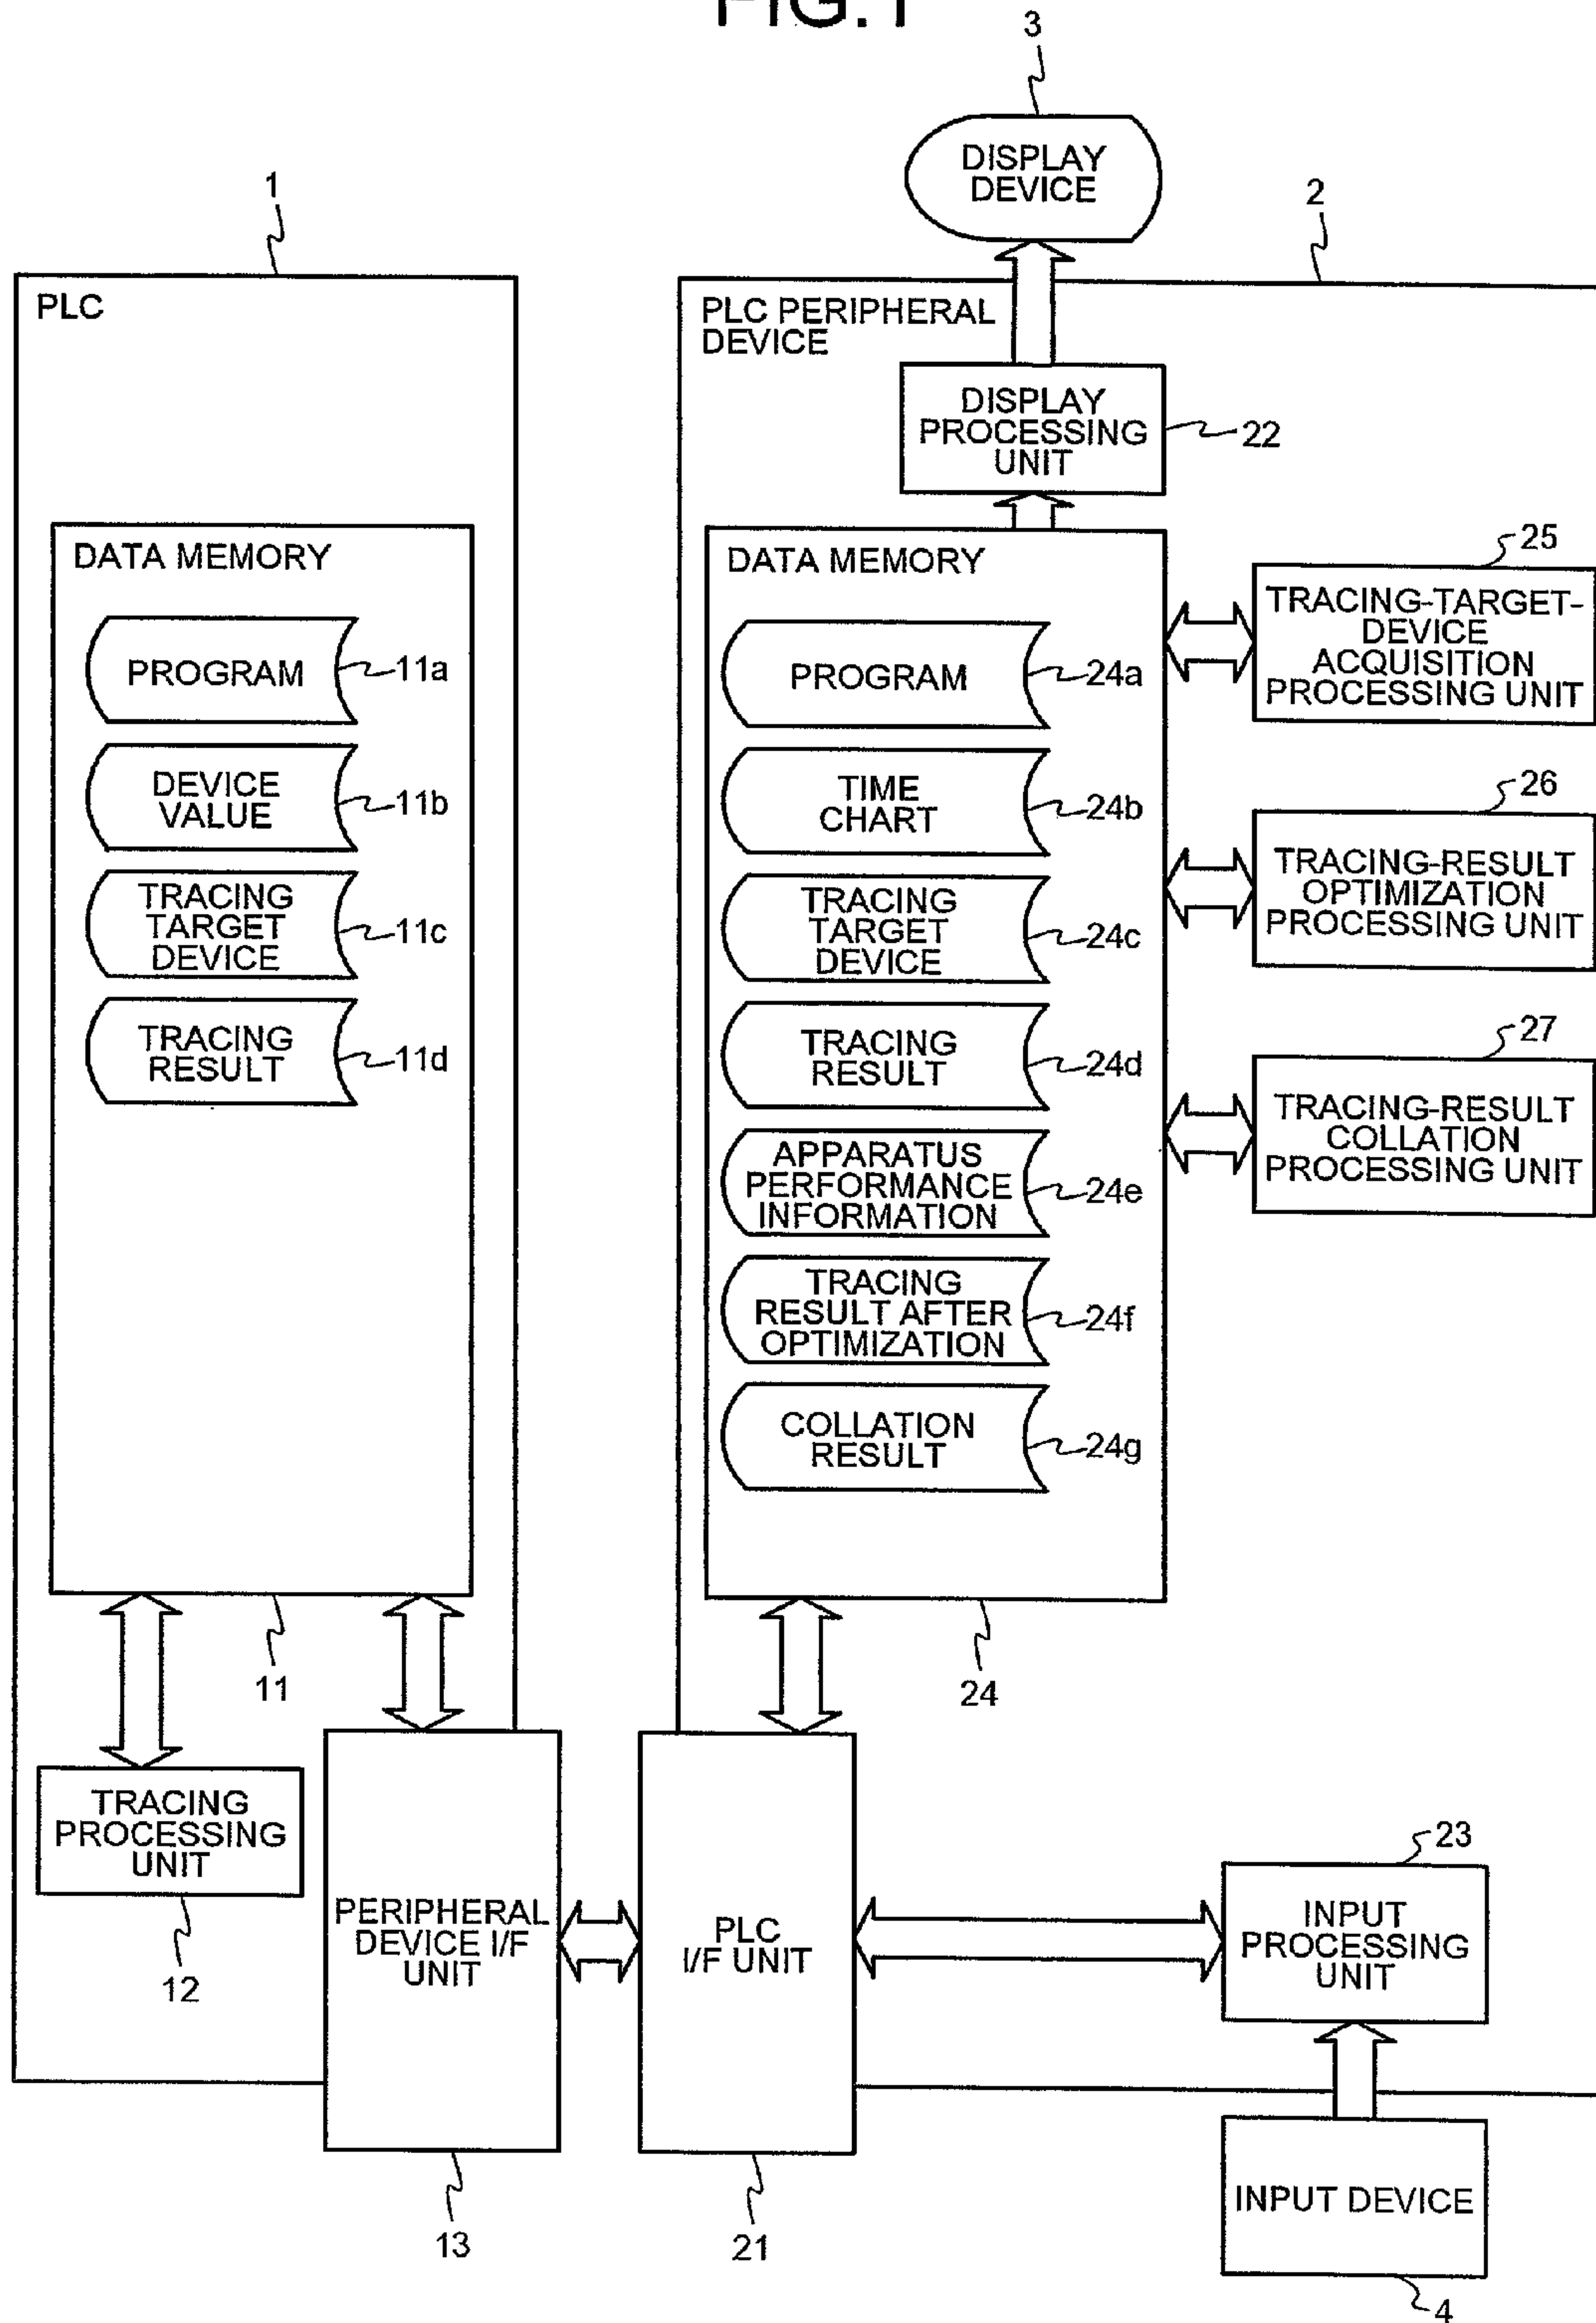 FIG.1
3
DISPLAY
DEVICE
1
2
PLC
PLC PERIPHERAL
DEVICE
DISPLAY
PROCESSING
UNIT
22
DATA MEMORY
PROGRAM
11a
DEVICE
VALUE
11b
TRACING
TARGET
DEVICE
11c
TRACING
RESULT
11d
DATA MEMORY
PROGRAM
24a
TIME
CHART
24b
TRACING
TARGET
DEVICE
24c
TRACING
RESULT
24d
APPARATUS
PERFORMANCE
INFORMATION
24e
TRACING
RESULT AFTER
OPTIMIZATION
24f
COLLATION
RESULT
24g
25
TRACING-TARGET-
DEVICE
ACQUISITION
PROCESSING UNIT
26
TRACING-RESULT
OPTIMIZATION
PROCESSING UNIT
27
TRACING-RESULT
COLLATION
PROCESSING UNIT
11
24
TRACING
PROCESSING
UNIT
12
PERIPHERAL
DEVICE I/F
UNIT
13
PLC
I/F UNIT
21
23
INPUT
PROCESSING
UNIT
INPUT DEVICE
4